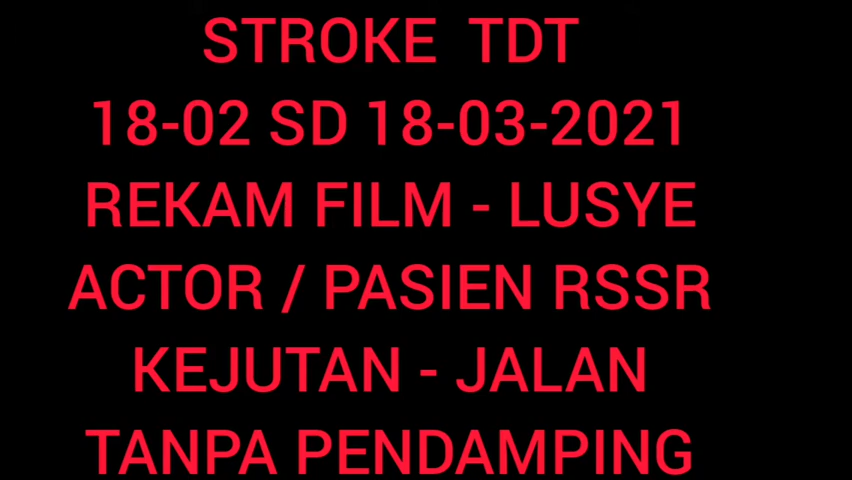 STROKE TDT
18-02 SD 18-03-2021
REKAM FILM - LUSYE
ACTOR / PASIEN RSSR
KEJUTAN - JALAN
TANPA PENDAMPING